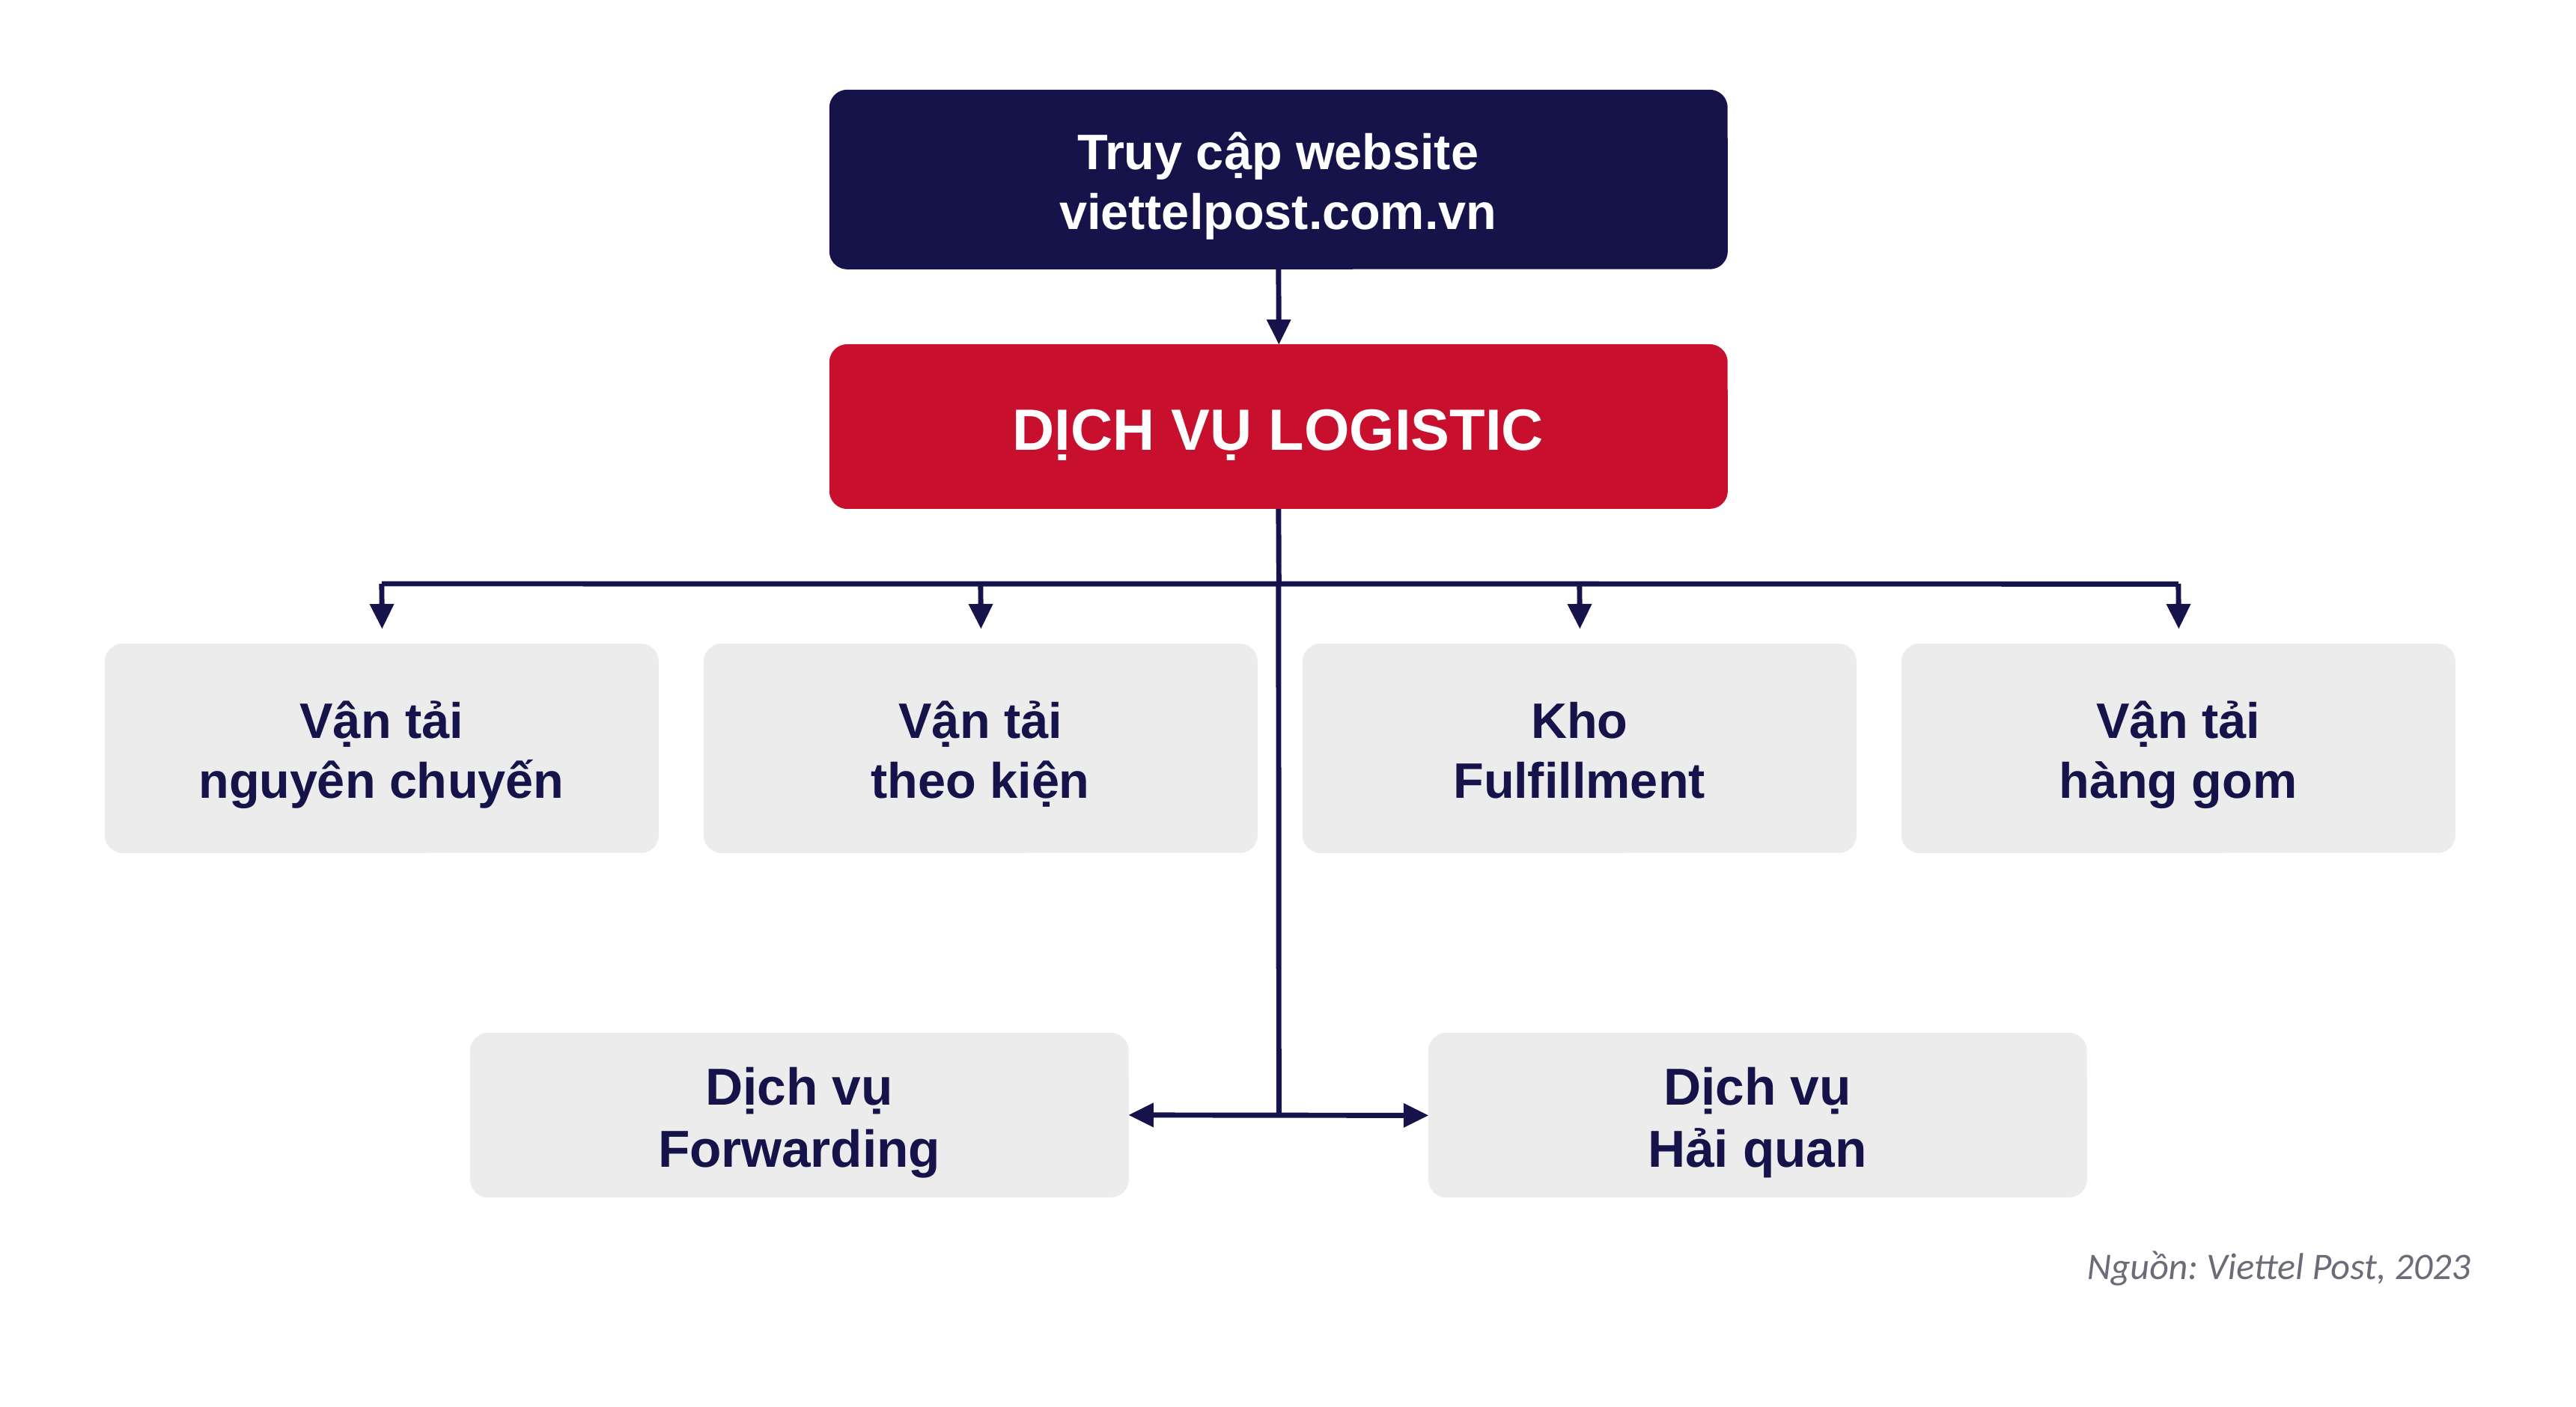 Truy cập website
viettelpost.com.vn
DỊCH VỤ LOGISTIC
Vận tải
nguyên chuyến
Vận tải
theo kiện
Kho
Fulfillment
Vận tải
hàng gom
Dịch vụ
Forwarding
Dịch vụ
Hải quan
Nguồn: Viettel Post, 2023